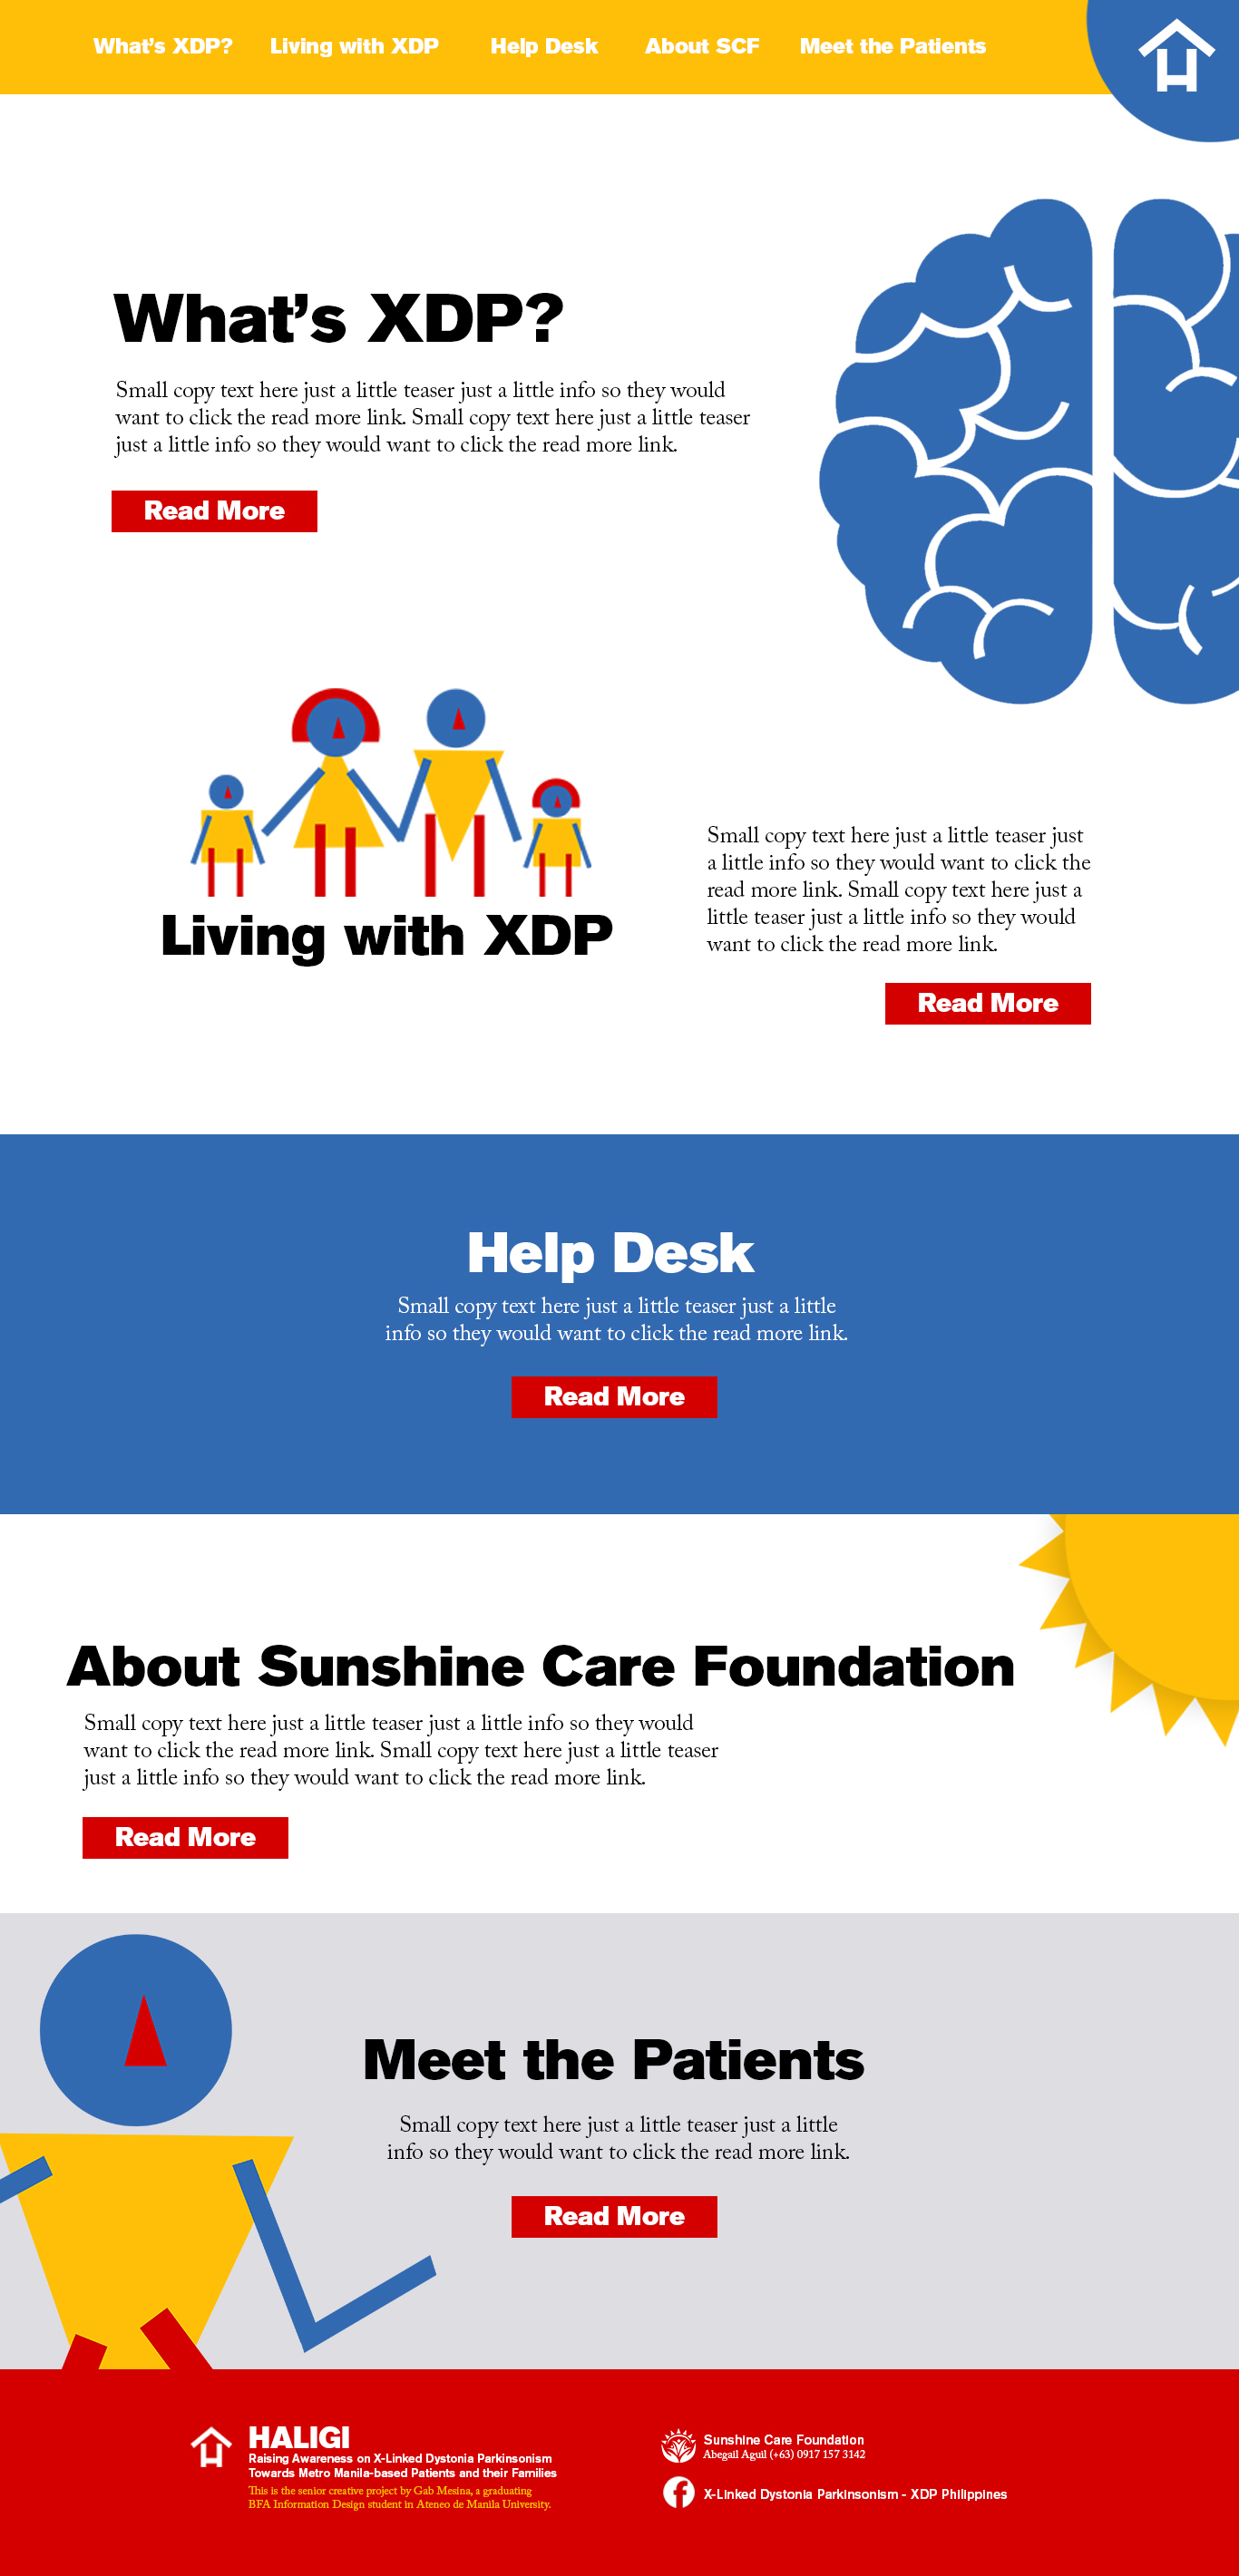 What's XDP?
Living with XDP
Help Desk
About SCF
Meet the Patients
What's XDP?
Small copy text here just a little teaser just a little info so they would
want to click the read more link. Small copy text here just a little teaser
just a little info so they would want to click the read more link.
Read More
Living with XDP
Small copy text here just a little teaser just
a little info so they would want to click the
read more link. Small copy text here just a
little teaser just a little info so they would
want to click the read more link.
Read More
Help Desk
Small copy text here just a little teaser just a little
info so they would want to click the read more link.
Read More
About Sunshine Care Foundation
Small copy text here just a little teaser just a little info so they would
want to click the read more link. Small copy text here just a little teaser
just a little info so they would want to click the read more link.
Read More
Meet the Patients
Small copy text here just a little teaser just a little
info so they would want to click the read more link.
Read More
HALIGI
Raising Awareness on X-Linked Dystonia Parkinsonism
Towards Metro Manila-based Patients and their Families
This is the senior creative project by Gab Mesina, a graduating
BFA Information Design student in Ateneo de Manila University.
Sunshine Care Foundation
Abegail Aguil (+63) 0917 157 3142
X-Linked Dystonia Parkinsonism - XDP Philippines